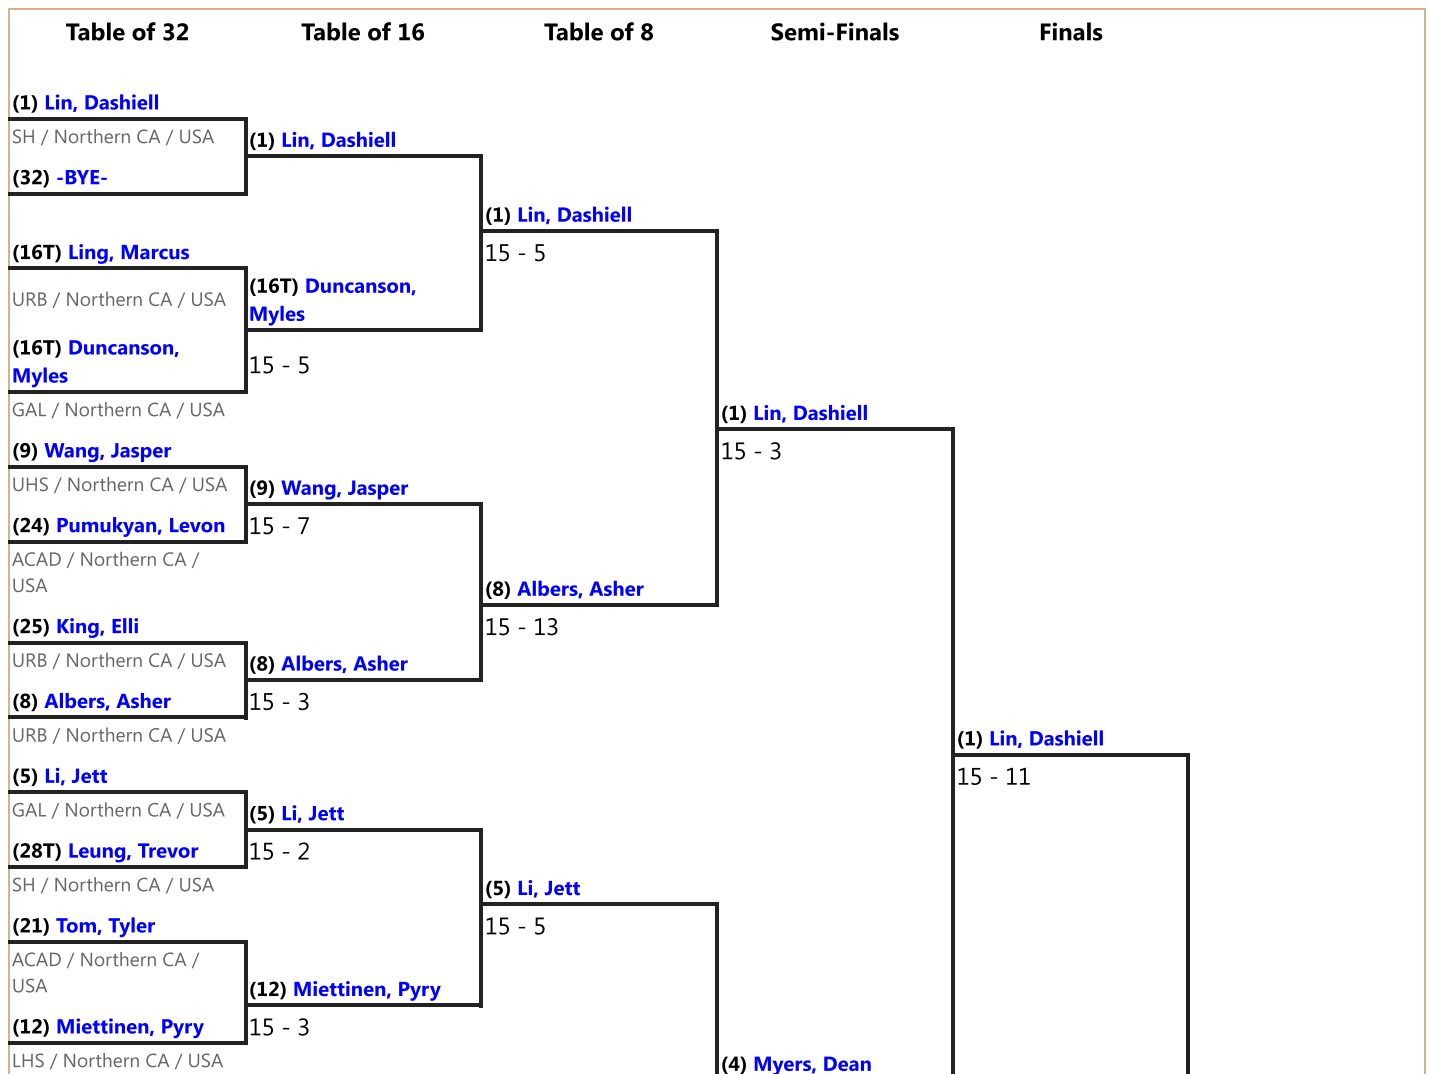 Table of 32
Table of 16
Table of 8
Semi-Finals
Finals
(1) Lin, Dashiell
SH / Northern CA / USA
(32) -BYE-
(16T) Ling, Marcus
URB / Northern CA / USA
(16T) Duncanson,
Myles
GAL / Northern CA / USA
(9) Wang, Jasper
UHS / Northern CA / USA
(24) Pumukyan, Levon
ACAD / Northern CA /
USA
(25) King, Elli
URB / Northern CA / USA
(8) Albers, Asher
URB / Northern CA / USA
(5) Li, Jett
GAL / Northern CA / USA
(28T) Leung, Trevor
SH / Northern CA / USA
(21) Tom, Tyler
ACAD / Northern CA /
USA
(12) Miettinen, Pyry
LHS / Northern CA / USA
(1) Lin, Dashiell
(16T) Duncanson,
Myles
15 - 5
(9) Wang, Jasper
15 - 7
(8) Albers, Asher
15 - 3
(5) Li, Jett
15 - 2
(12) Miettinen, Pyry
15 - 3
(1) Lin, Dashiell
15 - 5
(8) Albers, Asher
15 - 13
(5) Li, Jett
15 - 5
(1) Lin, Dashiell
15 - 3
(4) Myers, Dean
(1) Lin, Dashiell
15 - 11